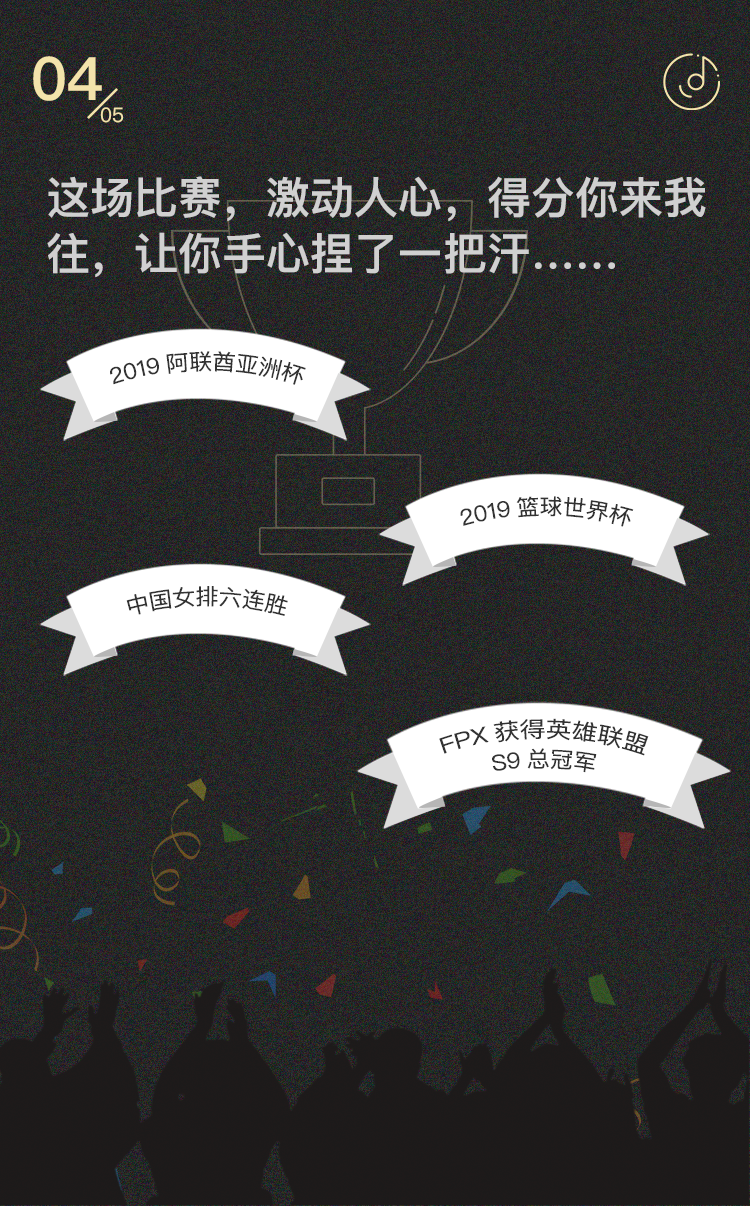 04
05
这场比赛，激动人心，得分你来我
往，让你手心捏了一把汗......
2019 阿联酋亚洲杯
2019 篮球世界杯
中国女排六连胜
FPX 获得英雄联盟
S9 总冠军